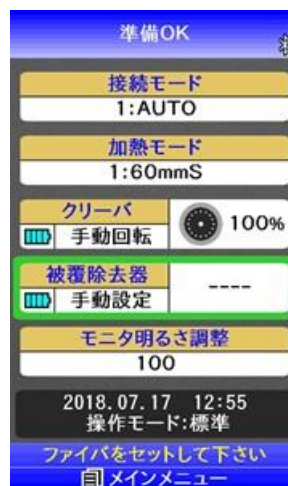 準備OK
接続モード
1:AUTO
加熱モード
1:60mmS
クリーバ
手動回転
100%
被覆除去器
手動設定
----
モニタ明るさ調整
100
2018.07.17 12:55
操作モード:標準
ファイバをセットして下さい
メインメニュー